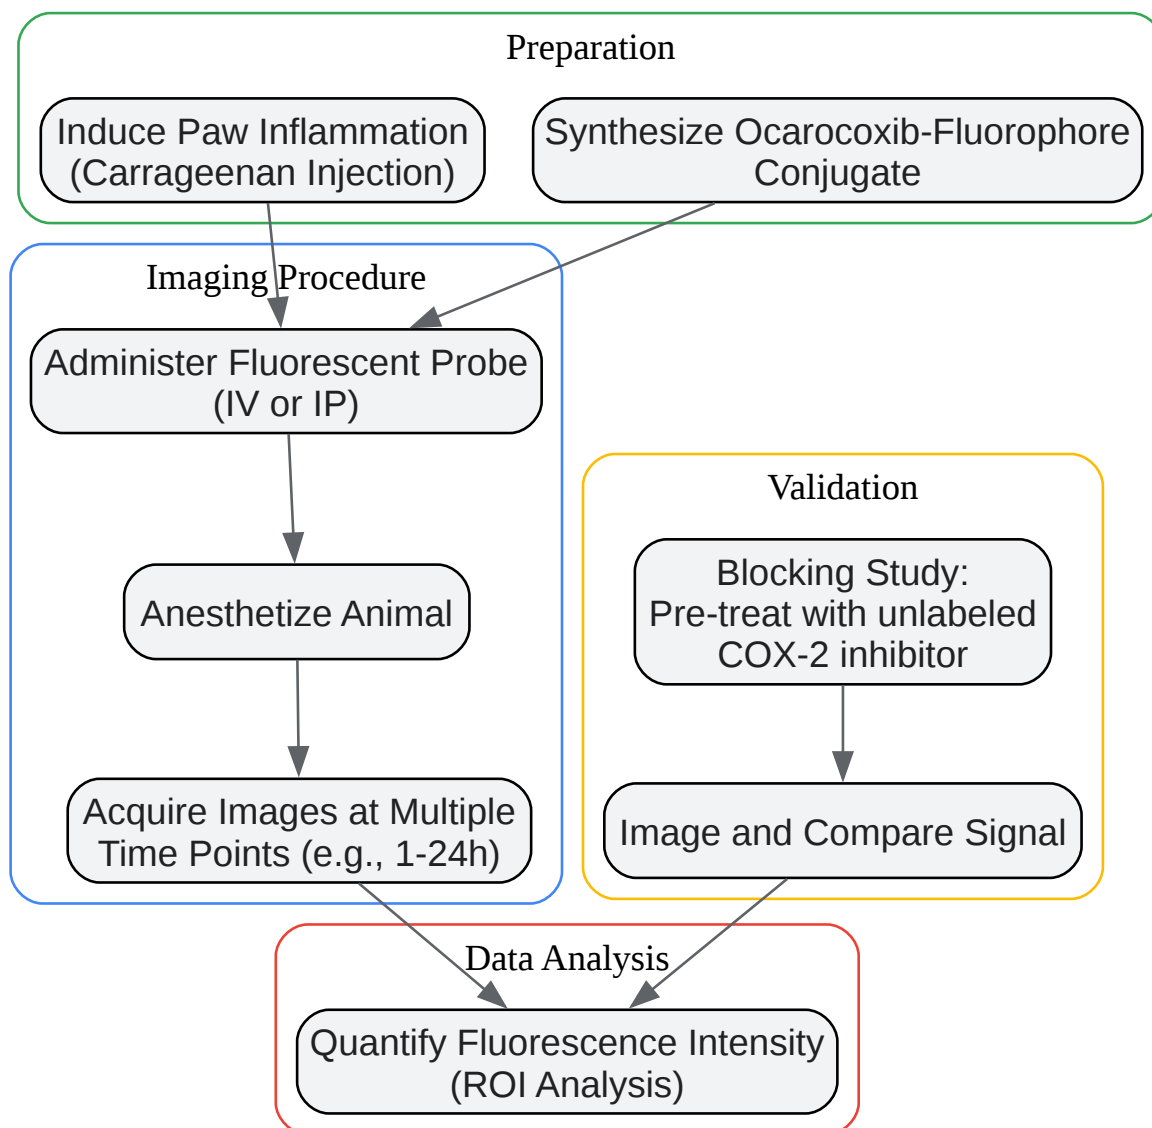 Preparation
Induce Paw Inflammation
(Carrageenan Injection)
Synthesize Ocarocoxib-Fluorophore
Conjugate
Imaging Procedure
Administer Fluorescent Probe
(IV or IP)
Anesthetize Animal
Acquire Images at Multiple
Time Points (e.g., 1-24h)
Validation
Blocking Study:
Pre-treat with unlabeled
COX-2 inhibitor
Image and Compare Signal
Data Analysis
Quantify Fluorescence Intensity
(ROI Analysis)